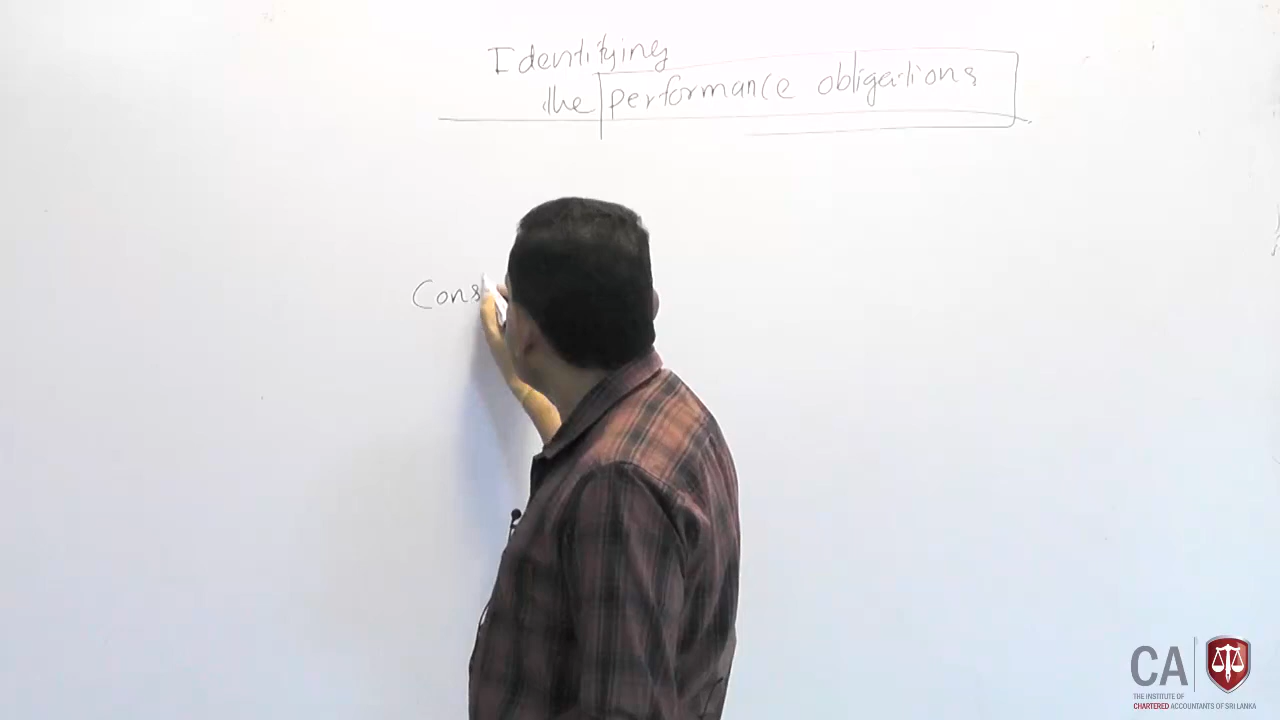 Identifying
the performance obligations
Cons
CA
THE INSTITUTE OF
CHARTERED ACCOUNTANTS OF SRI LANKA